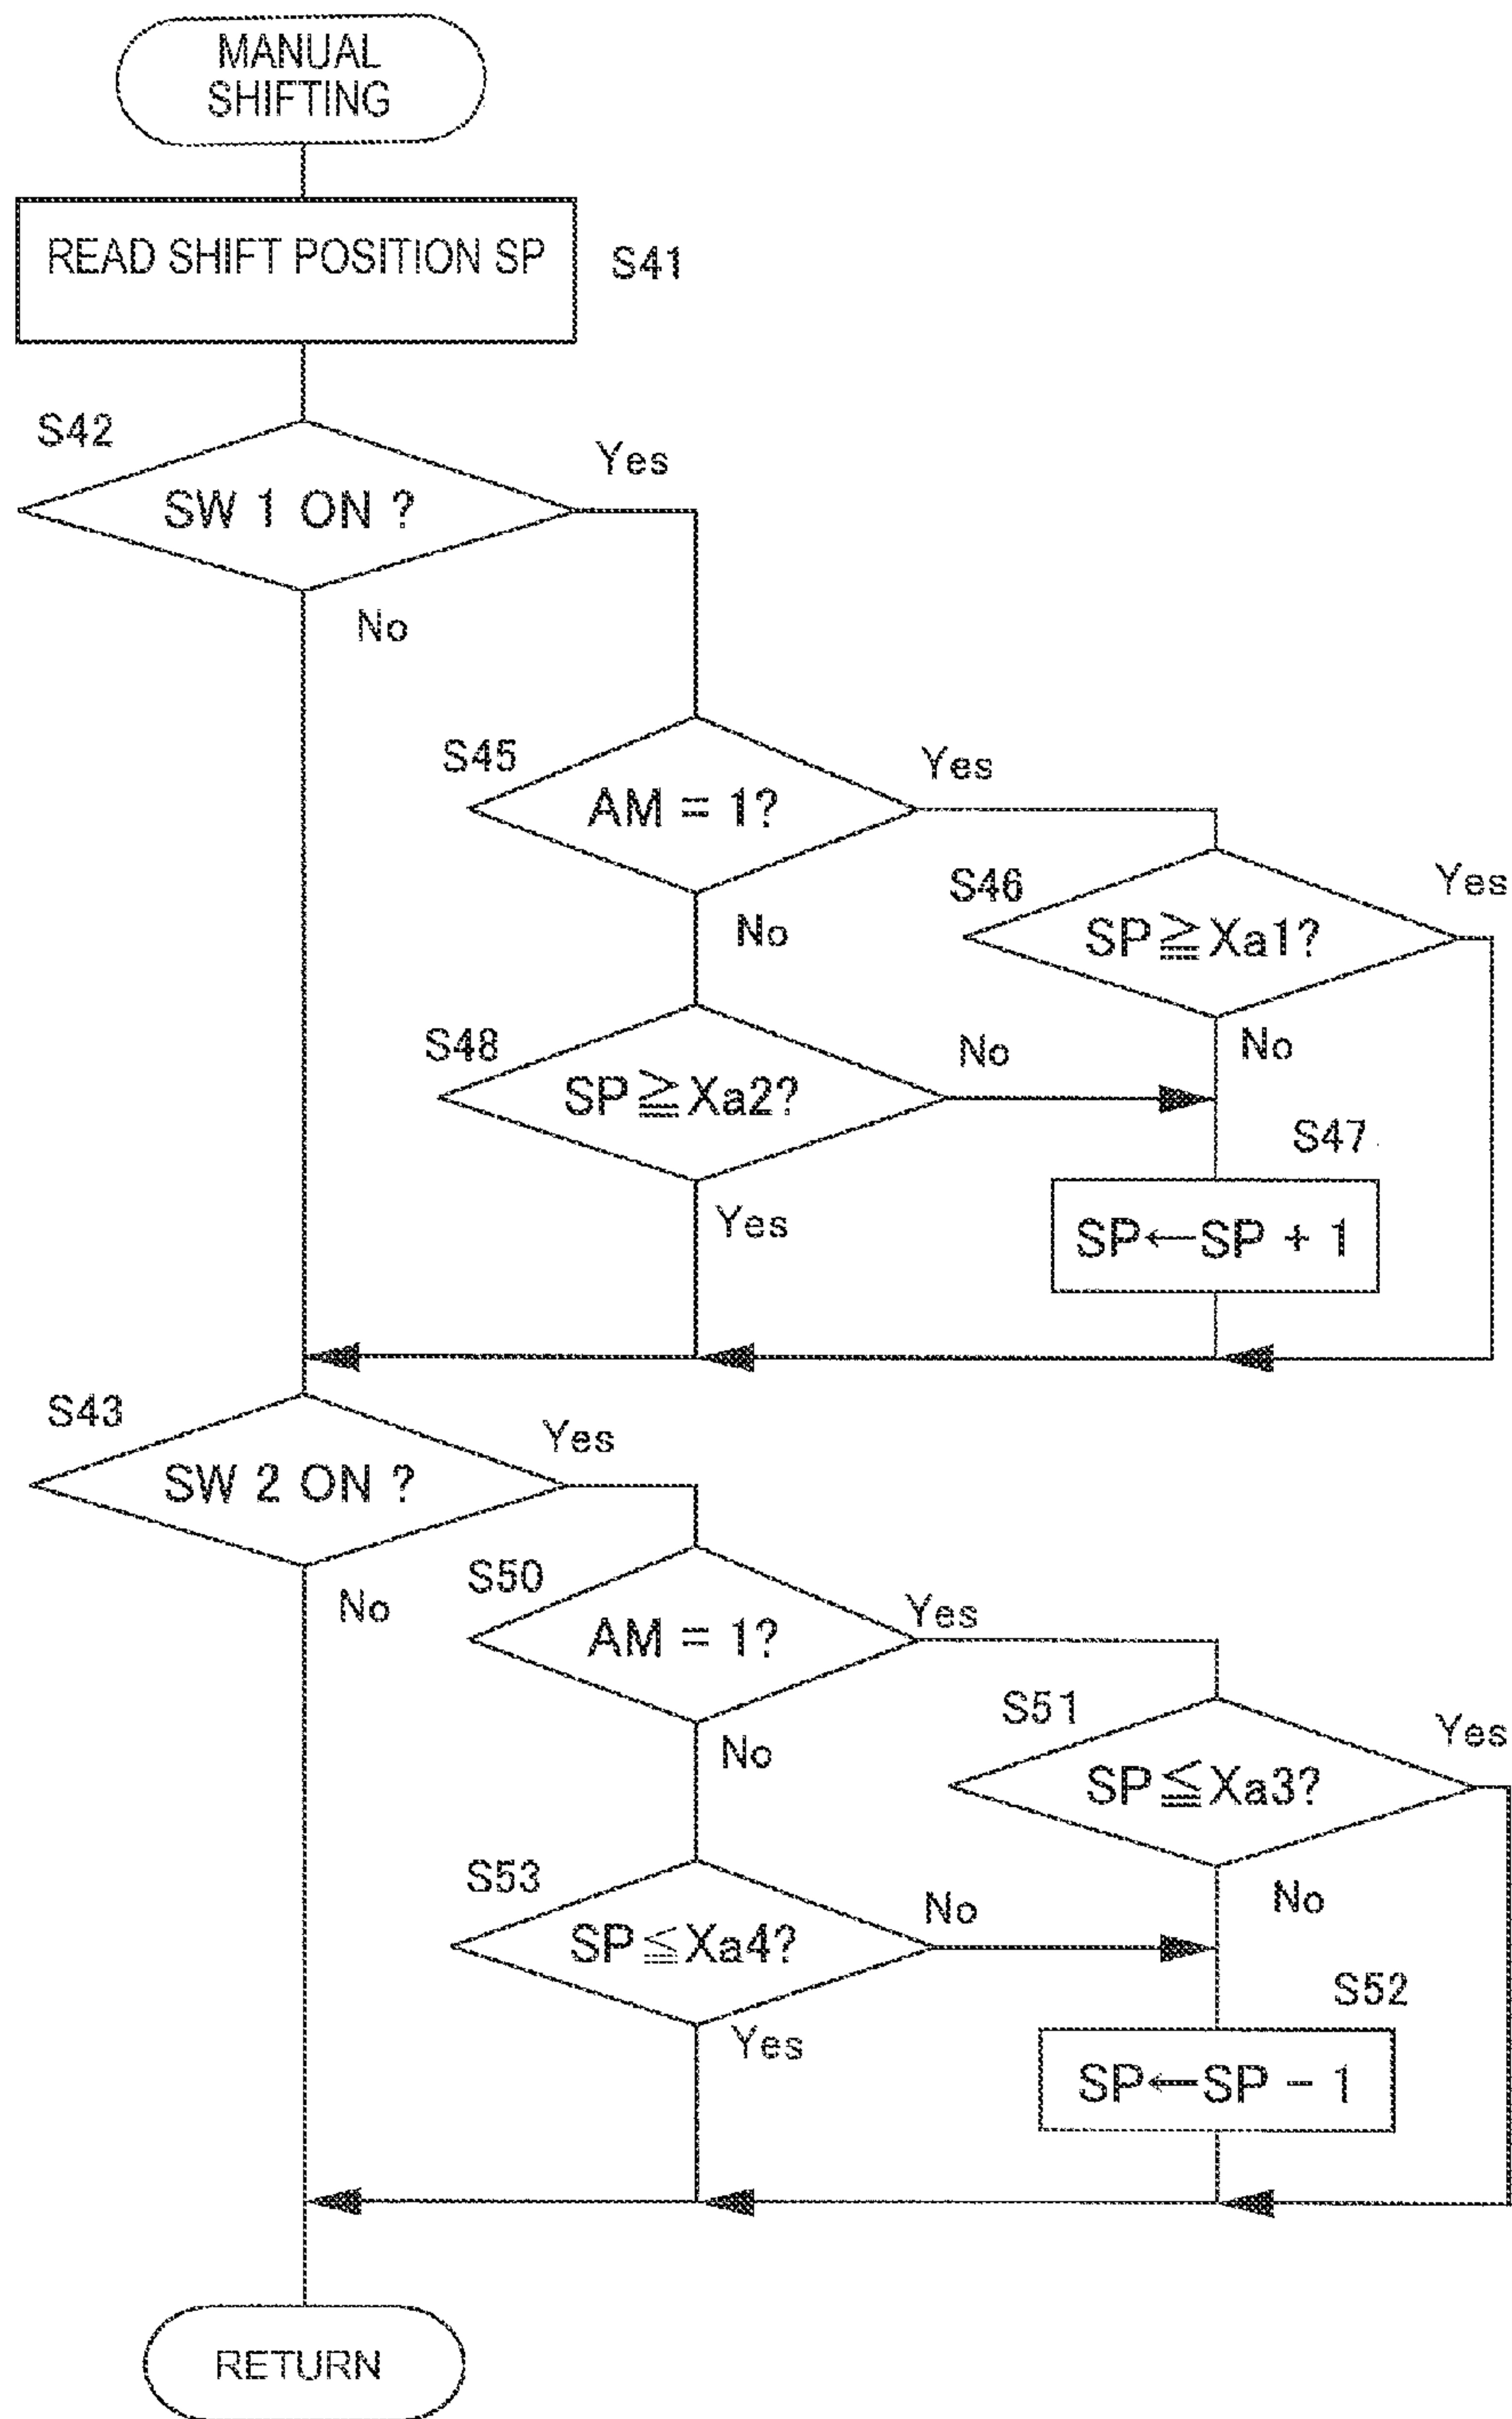 MANUAL
SHIFTING
READ SHIFT POSITION SP
S41
S42
SW 1 ON ?
Yes
No
S45
AM = 1?
Yes
No
S46
SP≧Xa1?
Yes
No
S48
SP≧Xa2?
No
Yes
S47
SP←SP + 1
S43
SW 2 ON ?
Yes
No
S50
AM = 1?
Yes
No
S51
SP≦Xa3?
Yes
No
S53
SP≦Xa4?
No
Yes
S52
SP←SP − 1
RETURN